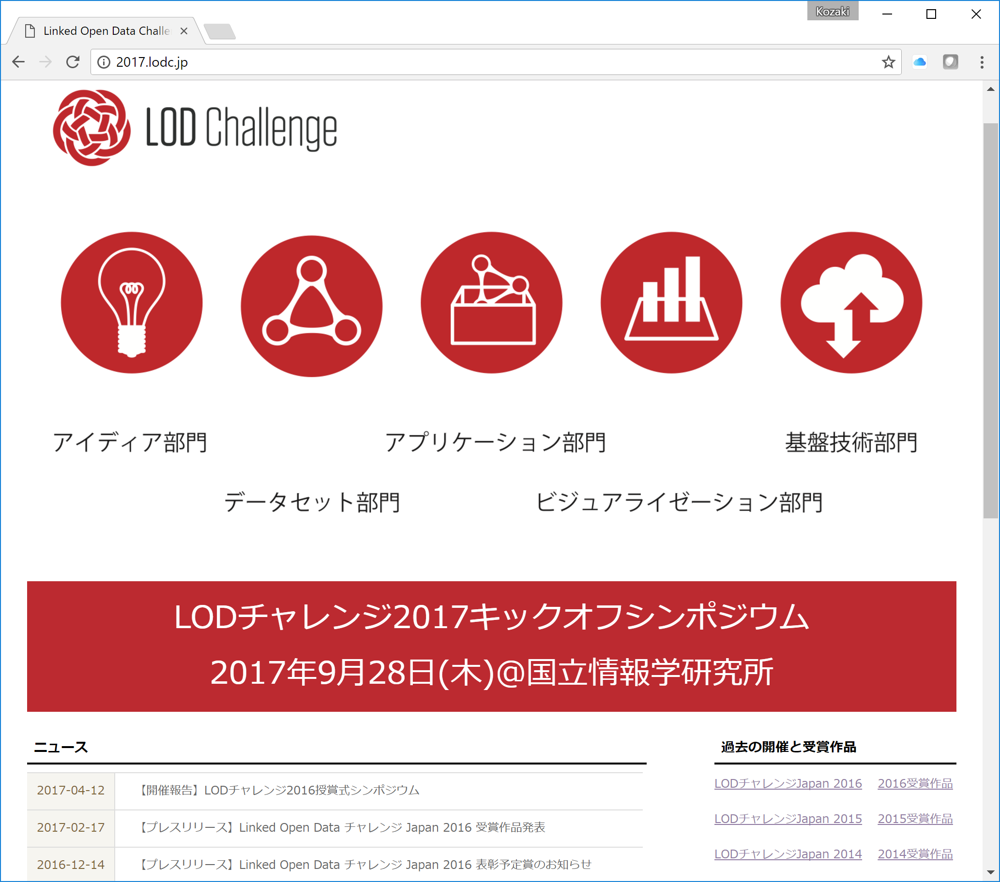 Kozaki
Linked Open Data Challe
2017.lodc.jp
LOD Challenge
アイディア部門
アプリケーション部門
基盤技術部門
データセット部門
ビジュアライゼーション部門
LODチャレンジ2017キックオフシンポジウム
2017年9月28日(木)@国立情報学研究所
ニュース
2017-04-12 【開催報告】LODチャレンジ2016授賞式シンポジウム
2017-02-17 【プレスリリース】Linked Open Data チャレンジ Japan 2016 受賞作品発表
2016-12-14 【プレスリリース】Linked Open Data チャレンジ Japan 2016 表彰予定賞のお知らせ
過去の開催と受賞作品
LODチャレンジJapan 2016 2016受賞作品
LODチャレンジJapan 2015 2015受賞作品
LODチャレンジJapan 2014 2014受賞作品